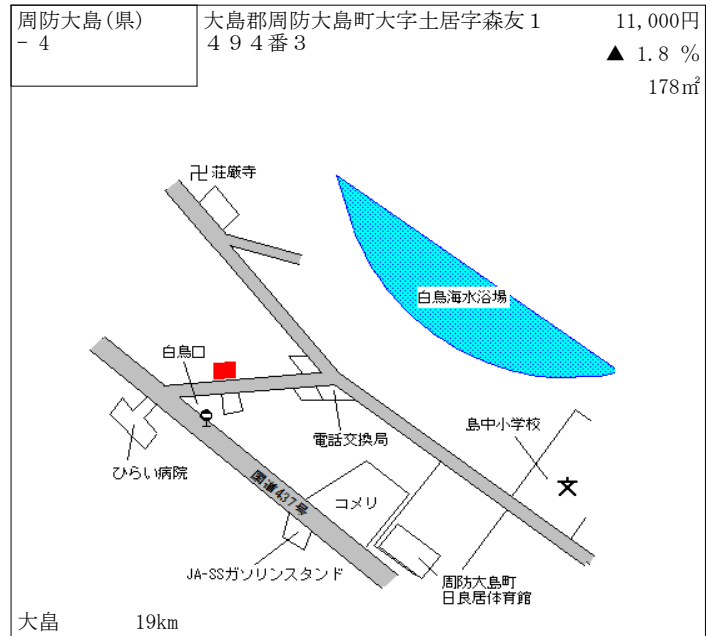 周防大島(県)
- 4
大島郡周防大島町大字土居字森友１
４９４番３
11,000円
▲ 1.8 %
178㎡
卍荘厳寺
白鳥海水浴場
白鳥口
電話交換局
島中小学校
ひらい病院
国道437号
コメリ
JA-SSガソリンスタンド
周防大島町
日良居体育館
大畠 19km